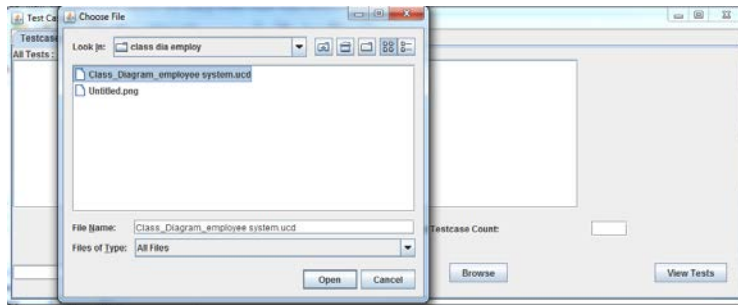 Test Ca
Choose File
Testcase
All Tests :
Look In: class dia employ
Class_Diagram_employee system.ucd
Untitled.png
File Name: Class_Diagram_employee system.ucd
Files of Type: All Files
Open Cancel
Testcase Count:
Browse View Tests